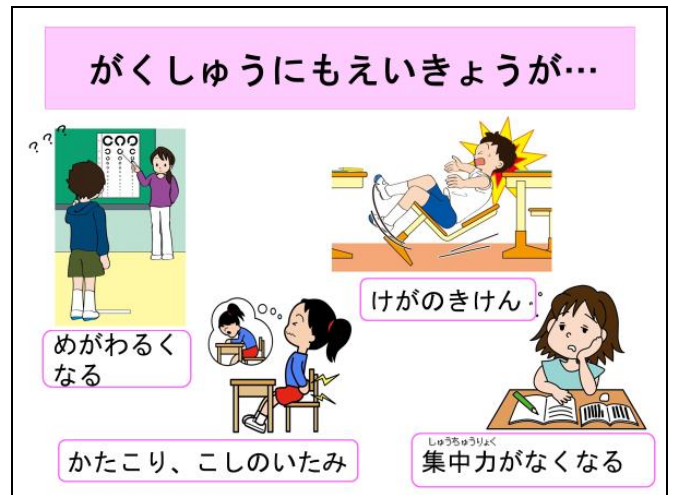 がくしゅうにもえいきょうが…
???
めがわるく
なる
けがのきけん
かたこり、こしのいたみ
しゅうちゅうりょく
集中力がなくなる